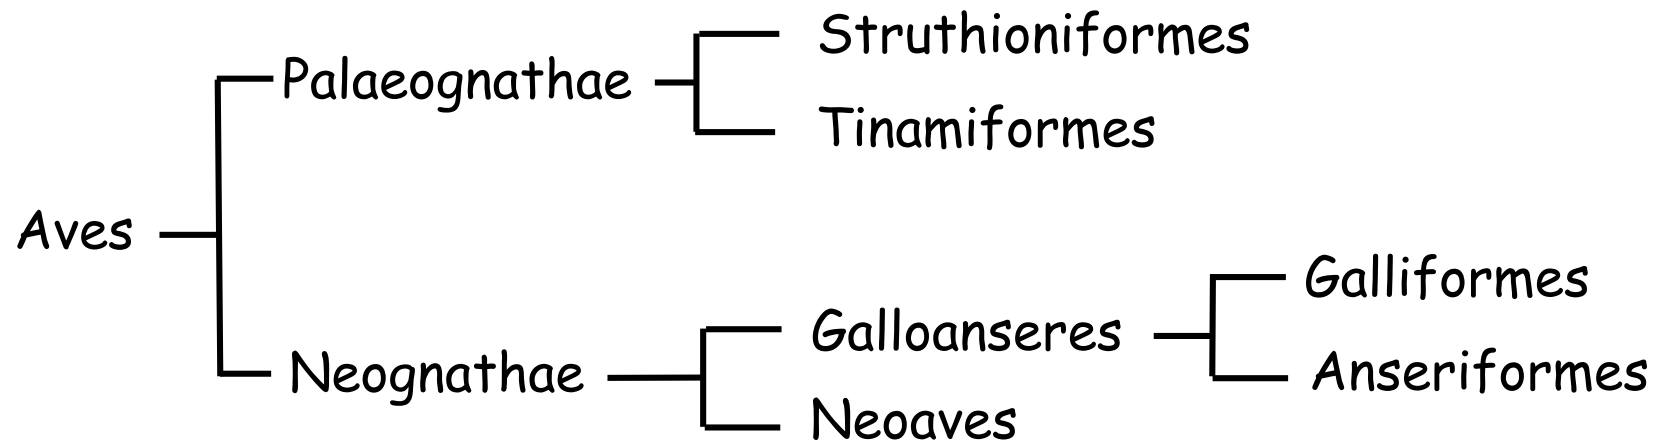 Struthioniformes
Palaeognathae
Tinamiformes
Aves
Galliformes
Galloanseres
Anseriformes
Neognathae
Neoaves